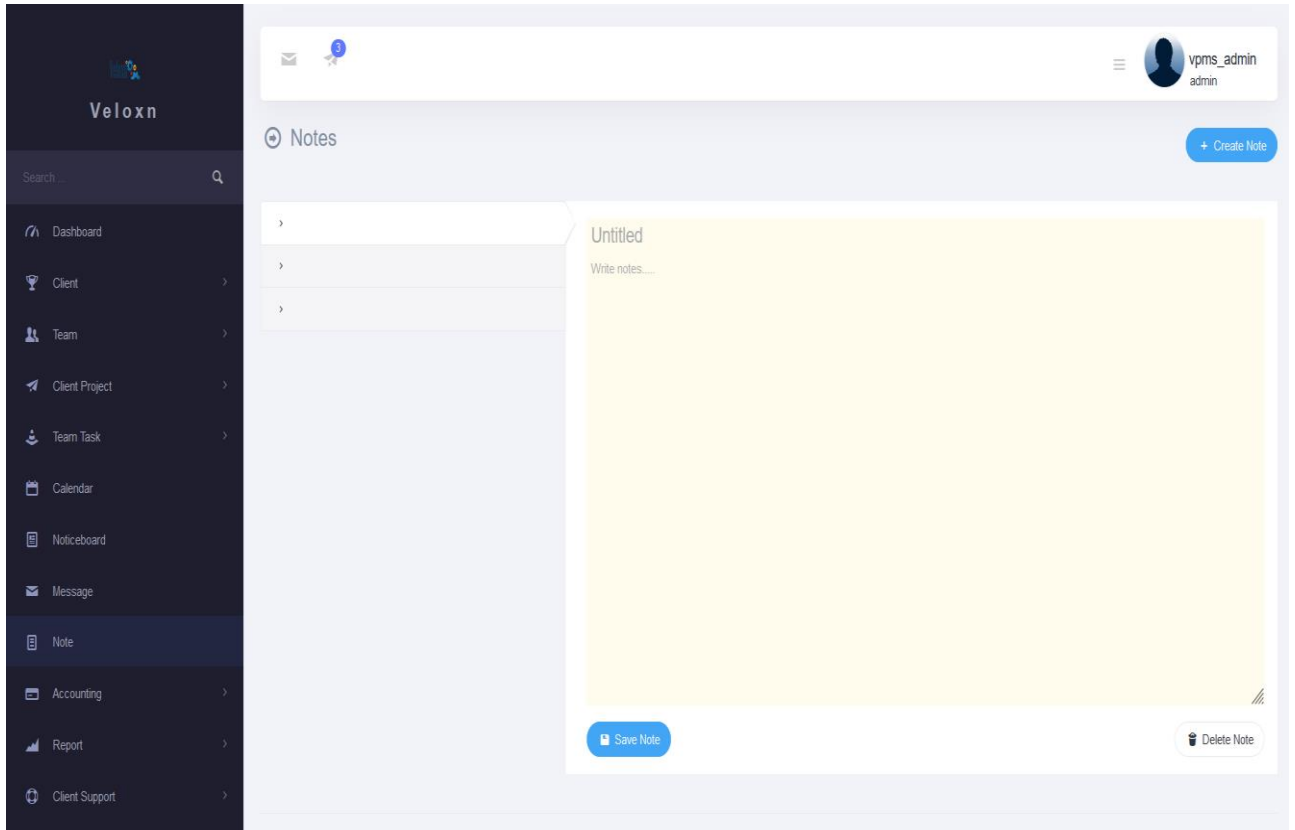 Veloxn
Search ...
Dashboard
Client
Team
Client Project
Team Task
Calendar
Noticeboard
Message
Note
Accounting
Report
Client Support
3
vpms_admin
admin
Notes
+ Create Note
Untitled
Write notes.....
Save Note
Delete Note